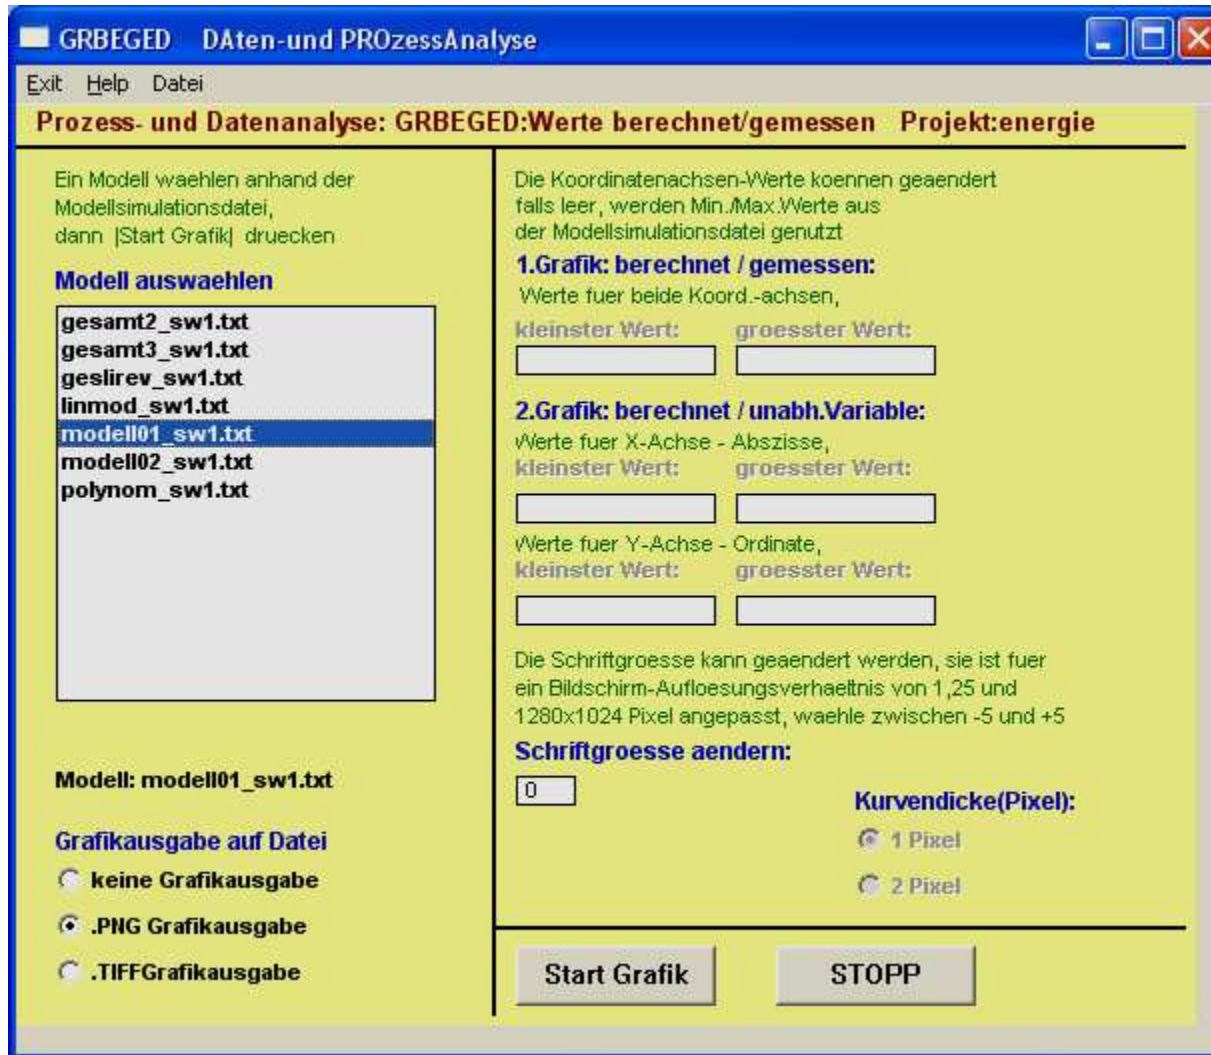 GRBEGED DAten-und PROzessAnalyse
Exit Help Datei
Prozess- und Datenanalyse: GRBEGED:Werte berechnet/gemessen Projekt:energie
Ein Modell waehlen anhand der
Modellsimulationsdatei,
dann |Start Grafik| druecken
Modell auswaehlen
gesamt2_sw1.txt
gesamt3_sw1.txt
geslirev_sw1.txt
linmod_sw1.txt
modell01_sw1.txt
modell02_sw1.txt
polynom_sw1.txt
Modell: modell01_sw1.txt
Grafikausgabe auf Datei
keine Grafikausgabe
.PNG Grafikausgabe
.TIFFGrafikausgabe
Die Koordinatenachsen-Werte koennen geaendert
falls leer, werden Min./Max.Werte aus
der Modellsimulationsdatei genutzt
1.Grafik: berechnet / gemessen:
Werte fuer beide Koord.-achsen,
kleinster Wert: groesster Wert:
2.Grafik: berechnet / unabh.Variable:
Werte fuer X-Achse - Abszisse,
kleinster Wert: groesster Wert:
Werte fuer Y-Achse - Ordinate,
kleinster Wert: groesster Wert:
Die Schriftgroesse kann geaendert werden, sie ist fuer
ein Bildschirm-Aufloesungsverhaeltnis von 1,25 und
1280x1024 Pixel angepasst, waehle zwischen -5 und +5
Schriftgroesse aendern:
0
Kurvendicke(Pixel):
1 Pixel
2 Pixel
Start Grafik STOPP